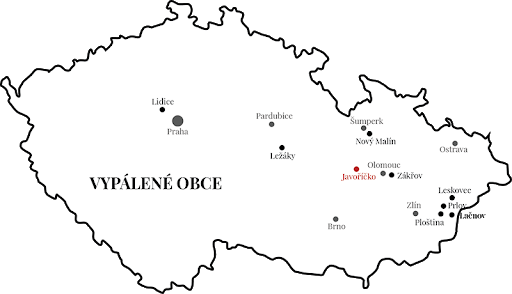 Lidice
Praha
Pardubice
Ležáky
Šumperk
Nový Malín
Ostrava
Olomouc
Javoříčko
Zákřov
VYPÁLENÉ OBCE
Leskovec
Zlín
Prlov
Lačnov
Ploština
Brno